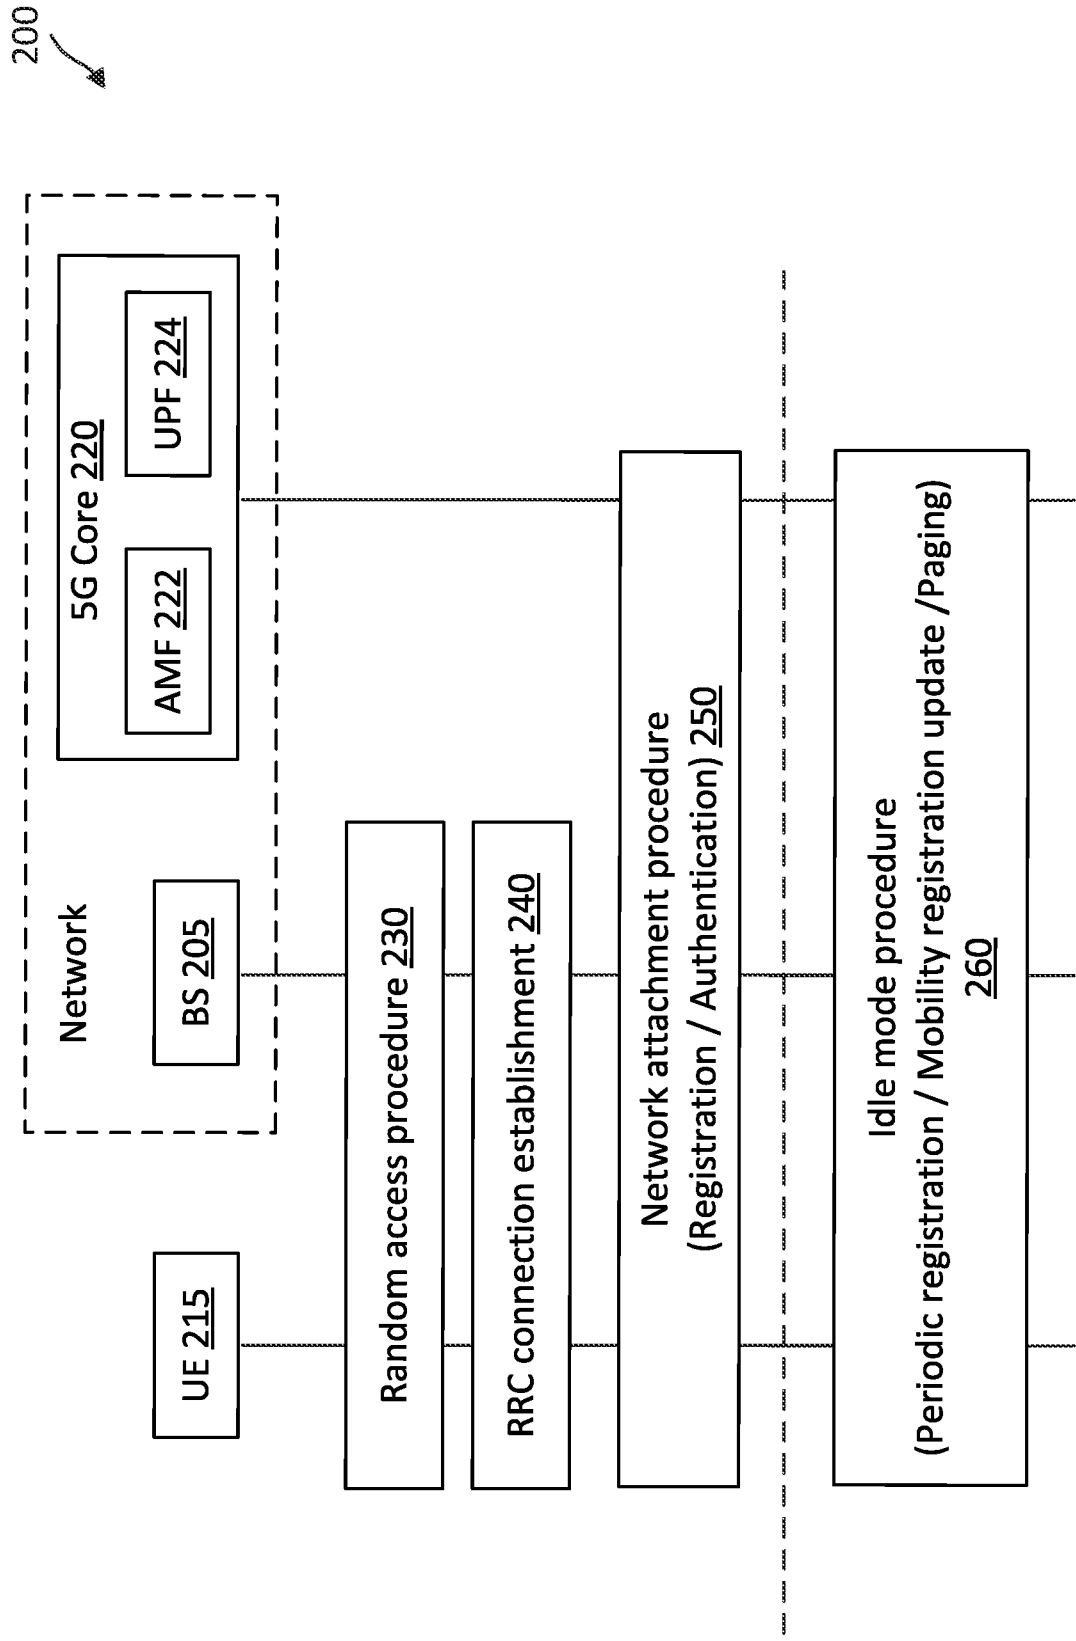 200
Network
5G Core 220
UE 215
BS 205
AMF 222
UPF 224
Random access procedure 230
RRC connection establishment 240
Network attachment procedure
(Registration / Authentication) 250
Idle mode procedure
(Periodic registration / Mobility registration update /Paging)
260